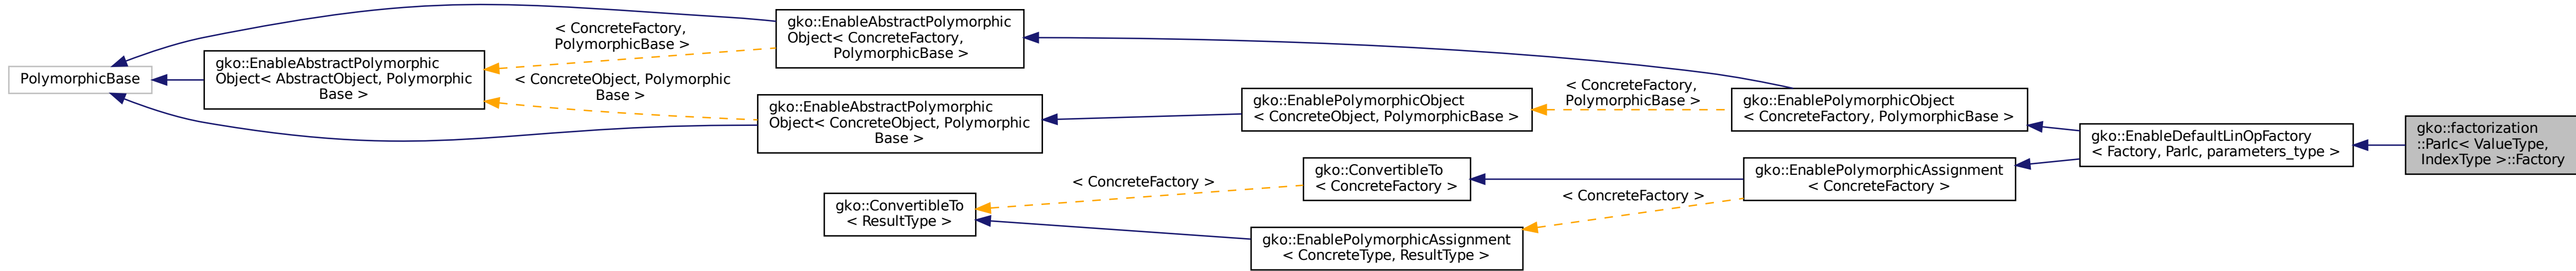 PolymorphicBase
gko::EnableAbstractPolymorphic
Object< AbstractObject, Polymorphic
Base >
< ConcreteFactory,
PolymorphicBase >
< ConcreteObject, Polymorphic
Base >
gko::EnableAbstractPolymorphic
Object< ConcreteFactory,
PolymorphicBase >
gko::EnableAbstractPolymorphic
Object< ConcreteObject, Polymorphic
Base >
gko::ConvertibleTo
< ResultType >
< ConcreteFactory >
gko::EnablePolymorphicObject
< ConcreteObject, PolymorphicBase >
gko::ConvertibleTo
< ConcreteFactory >
gko::EnablePolymorphicAssignment
< ConcreteType, ResultType >
< ConcreteFactory,
PolymorphicBase >
< ConcreteFactory >
gko::EnablePolymorphicObject
< ConcreteFactory, PolymorphicBase >
gko::EnablePolymorphicAssignment
< ConcreteFactory >
gko::EnableDefaultLinOpFactory
< Factory, ParIc, parameters_type >
gko::factorization
::ParIc< ValueType,
IndexType >::Factory